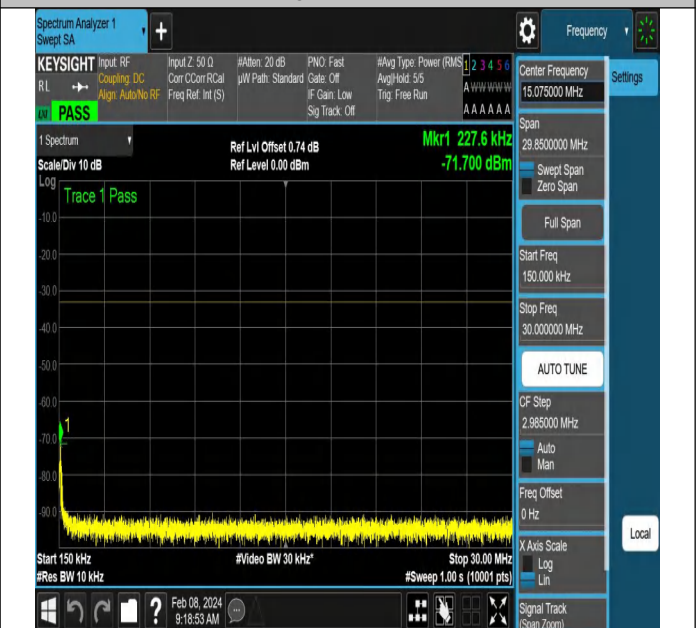 Spectrum Analyzer 1
Swept SA
Frequency
KEYSIGHT
RL
PASS
Input: RF
Coupling: DC
Align: Auto/No RF
Input Z: 50 Ω
Corr CCorr RCal
Freq Ref: Int (S)
#Atten: 20 dB
µW Path: Standard
PNO: Fast
Gate: Off
IF Gain: Low
Sig Track: Off
#Avg Type: Power (RMS
Avg|Hold: 5/5
Trig: Free Run
1 2 3 4 5 6
A W W W W W
A A A A A A
1 Spectrum
Scale/Div 10 dB
Ref Lvl Offset 0.74 dB
Ref Level 0.00 dBm
Mkr1 227.6 kHz
-71.700 dBm
Log
Trace 1 Pass
-10.0
-20.0
-30.0
-40.0
-50.0
-60.0
-70.0
-80.0
-90.0
1
Start 150 kHz
#Res BW 10 kHz
#Video BW 30 kHz*
Stop 30.00 MHz
#Sweep 1.00 s (10001 pts)
Feb 08, 2024
9:18:53 AM
?
Center Frequency
15.075000 MHz
Settings
Span
29.8500000 MHz
Swept Span
Zero Span
Full Span
Start Freq
150.000 kHz
Stop Freq
30.000000 MHz
AUTO TUNE
CF Step
2.985000 MHz
Auto
Man
Freq Offset
0 Hz
X Axis Scale
Log
Lin
Signal Track
(Span Zoom)
Local